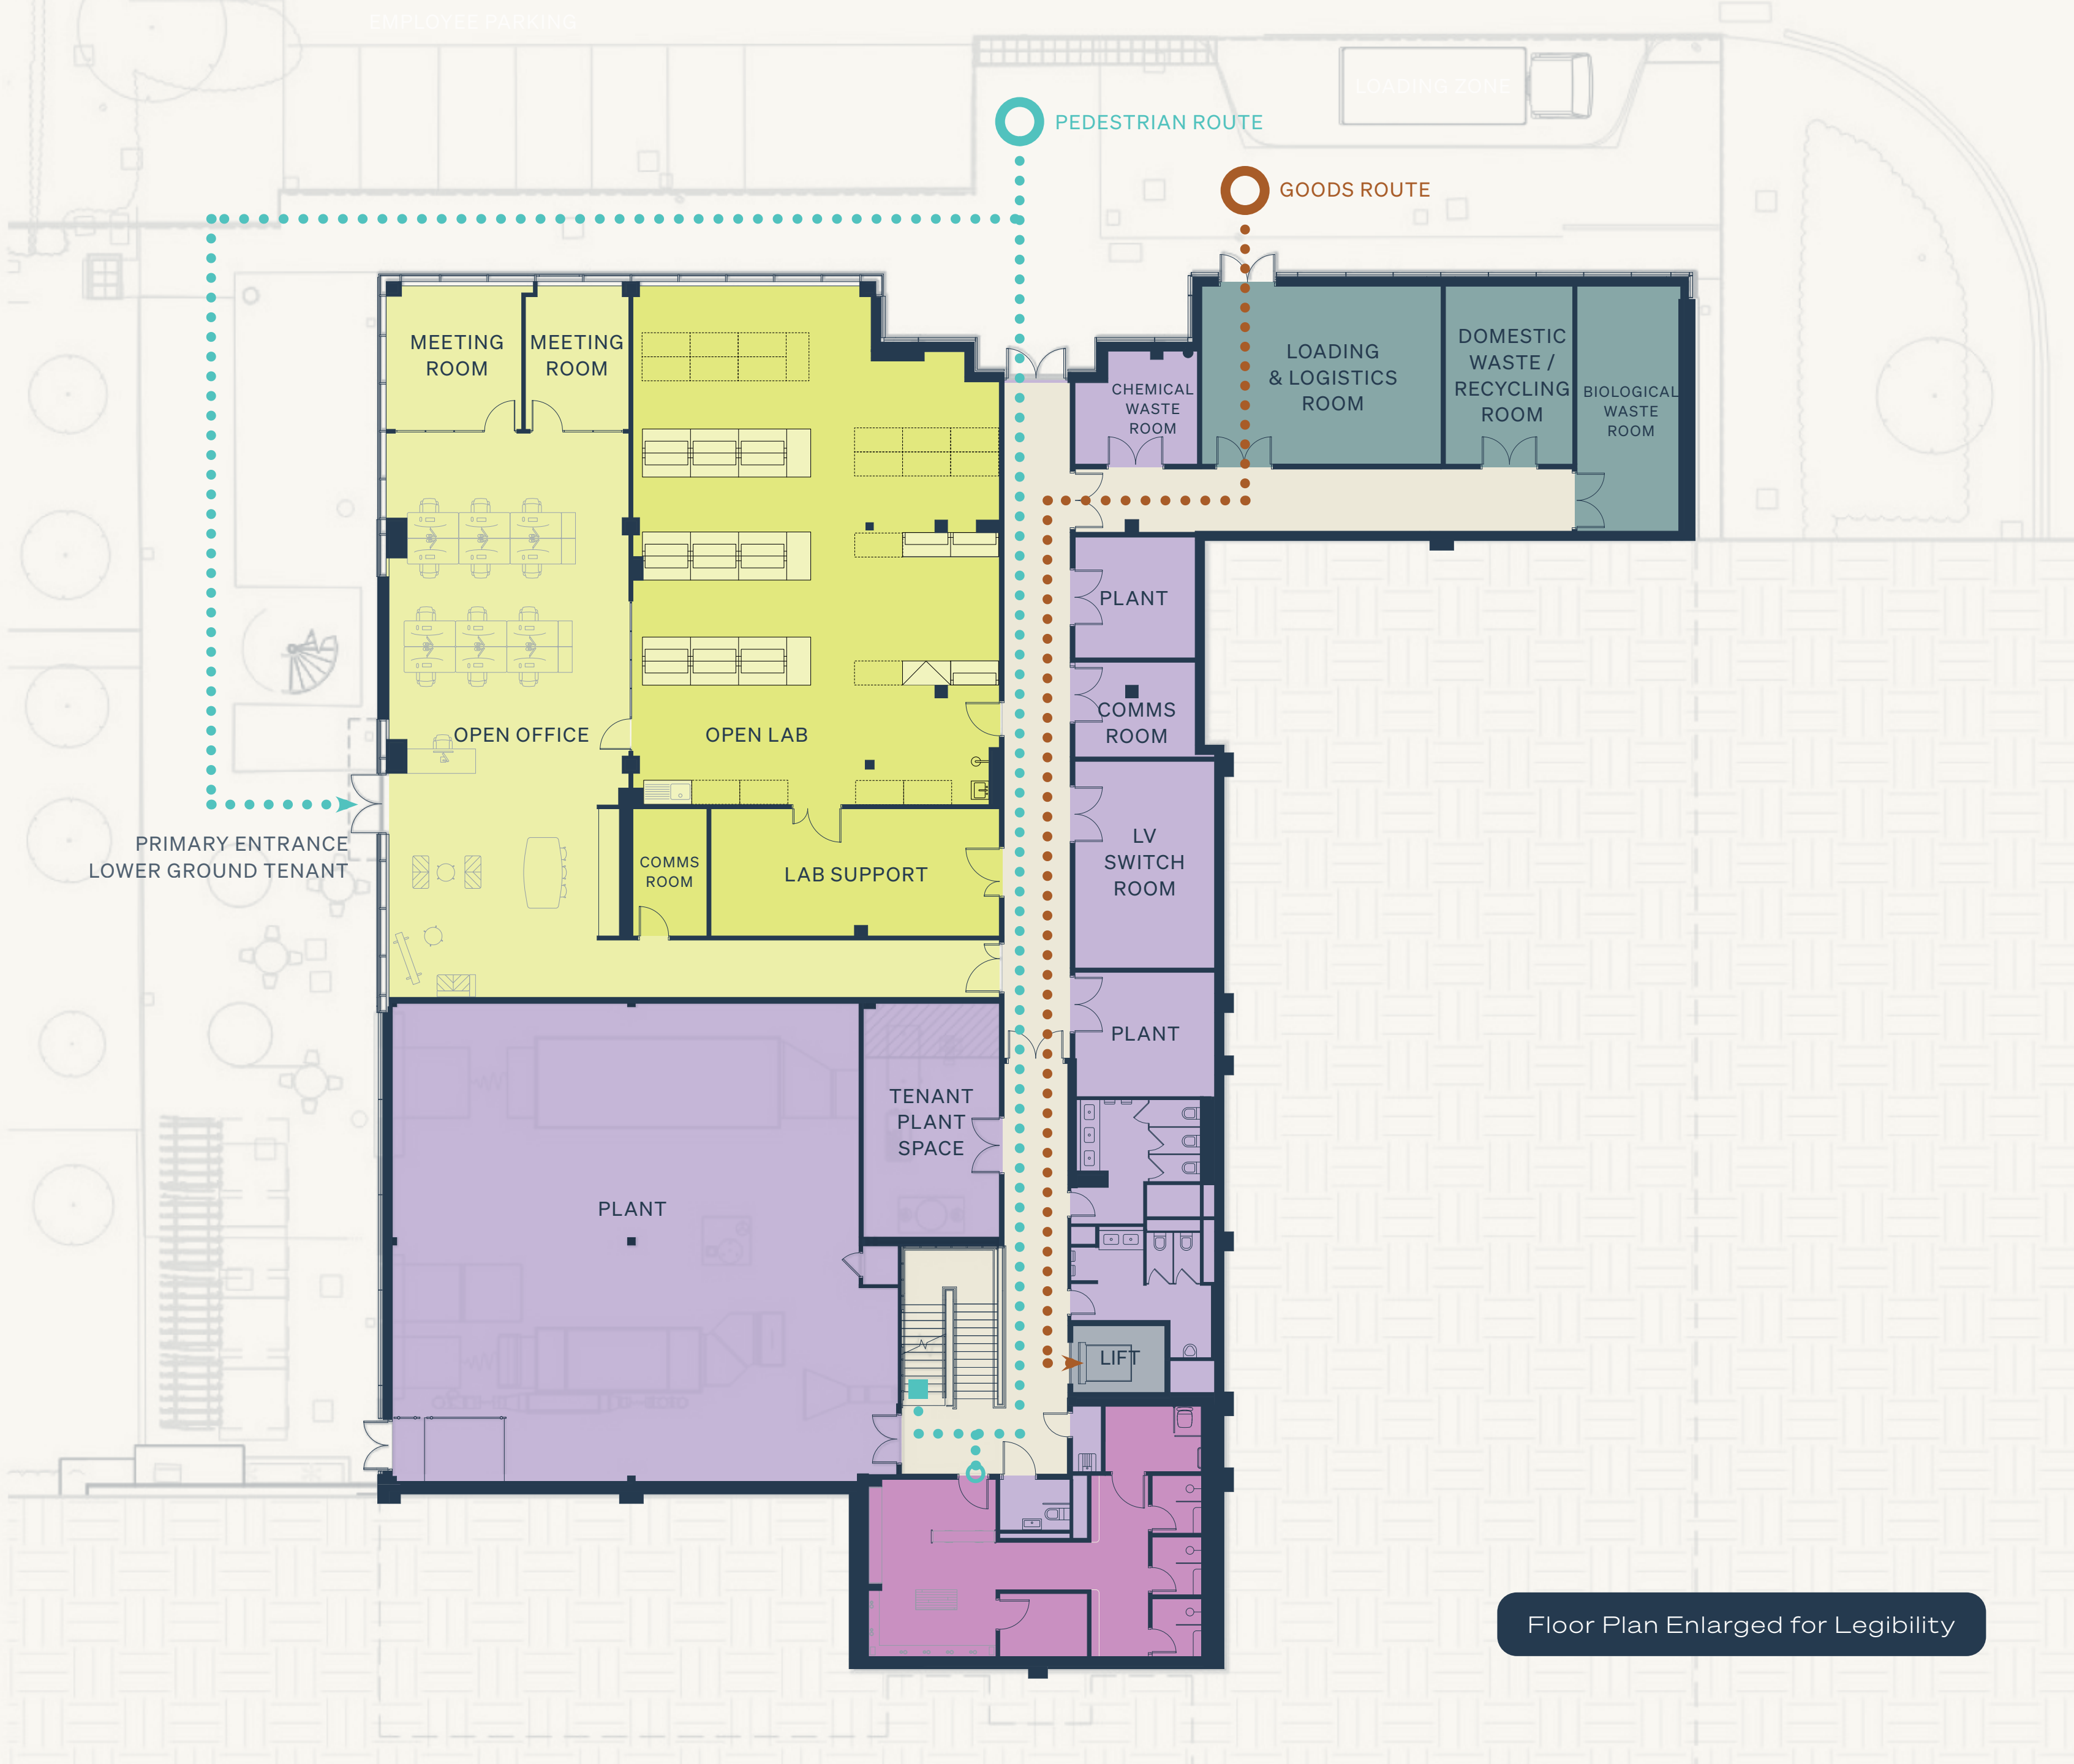 EMPLOYEE PARKING
LOADING ZONE
PEDESTRIAN ROUTE
GOODS ROUTE
MEETING
ROOM
MEETING
ROOM
CHEMICAL
WASTE
ROOM
LOADING
& LOGISTICS
ROOM
DOMESTIC
WASTE /
RECYCLING
ROOM
BIOLOGICAL
WASTE
ROOM
PLANT
COMMS
ROOM
OPEN OFFICE
OPEN LAB
PRIMARY ENTRANCE
LOWER GROUND TENANT
COMMS
ROOM
LAB SUPPORT
LV
SWITCH
ROOM
PLANT
TENANT
PLANT
SPACE
PLANT
LIFT
Floor Plan Enlarged for Legibility